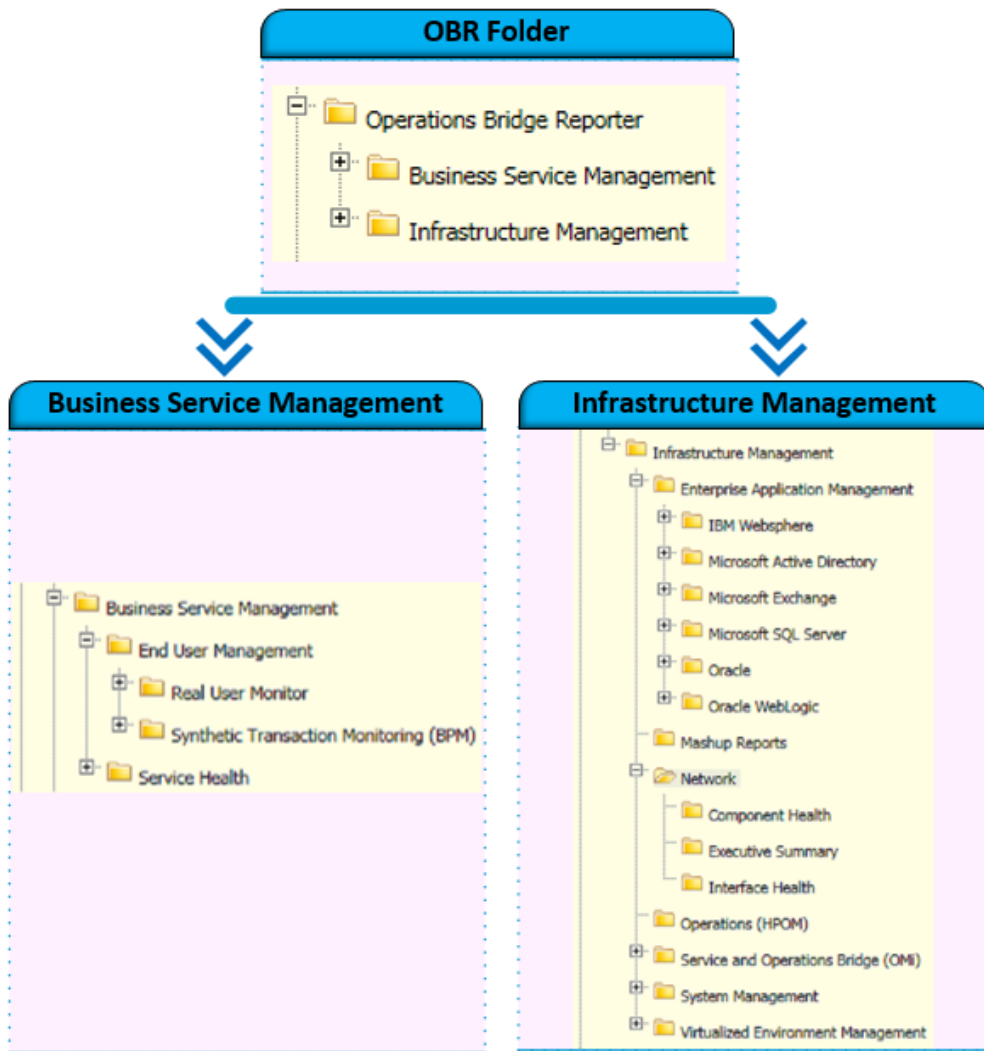 OBR Folder
Operations Bridge Reporter
Business Service Management
Infrastructure Management
Business Service Management
Business Service Management
End User Management
Real User Monitor
Synthetic Transaction Monitoring (BPM)
Service Health
Infrastructure Management
Infrastructure Management
Enterprise Application Management
IBM Websphere
Microsoft Active Directory
Microsoft Exchange
Microsoft SQL Server
Oracle
Oracle WebLogic
Mashup Reports
Network
Component Health
Executive Summary
Interface Health
Operations (HPOM)
Service and Operations Bridge (OMi)
System Management
Virtualized Environment Management